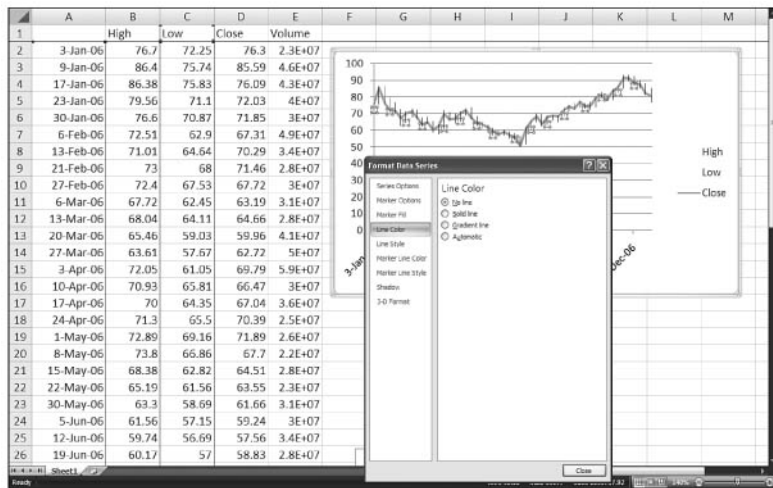 A B C D E F G H I J K L M
1 High Low Close Volume
2 3-Jan-06 76.7 72.25 76.3 2.3E+07
3 9-Jan-06 86.4 75.74 85.59 4.6E+07
4 17-Jan-06 86.38 75.83 76.09 4.3E+07
5 23-Jan-06 79.56 71.1 72.03 4E+07
6 30-Jan-06 76.6 70.87 71.85 3E+07
7 6-Feb-06 72.51 62.9 67.31 4.9E+07
8 13-Feb-06 71.01 64.64 70.29 3.4E+07
9 21-Feb-06 73 68 71.46 2.8E+07
10 27-Feb-06 72.4 67.53 67.72 3E+07
11 6-Mar-06 67.72 62.45 63.19 3.1E+07
12 13-Mar-06 68.04 64.11 64.66 2.8E+07
13 20-Mar-06 65.46 59.03 59.96 4.1E+07
14 27-Mar-06 63.61 57.67 62.72 5E+07
15 3-Apr-06 72.05 61.05 69.79 5.9E+07
16 10-Apr-06 70.93 65.81 66.47 3E+07
17 17-Apr-06 70 64.35 67.04 3.6E+07
18 24-Apr-06 71.3 65.5 70.39 2.5E+07
19 1-May-06 72.89 69.16 71.89 2.6E+07
20 8-May-06 73.8 66.86 67.7 2.2E+07
21 15-May-06 68.38 62.82 64.51 2.8E+07
22 22-May-06 65.19 61.56 63.55 2.3E+07
23 30-May-06 63.3 58.69 61.66 3.1E+07
24 5-Jun-06 61.56 57.15 59.24 3E+07
25 12-Jun-06 59.74 56.69 57.56 3.4E+07
26 19-Jun-06 60.17 57 58.83 2.8E+07
100
90
80
70
60
50
40
30
20
10
0
3-Jan
Dec-06
High
Low
Close
Format Data Series
Series Options
Marker Options
Marker Fill
Line Color
Line Style
Marker Line Color
Marker Line Style
Shadow
3-D Format
Line Color
No line
Solid line
Gradient line
Automatic
Close
Sheet1
Ready
140%